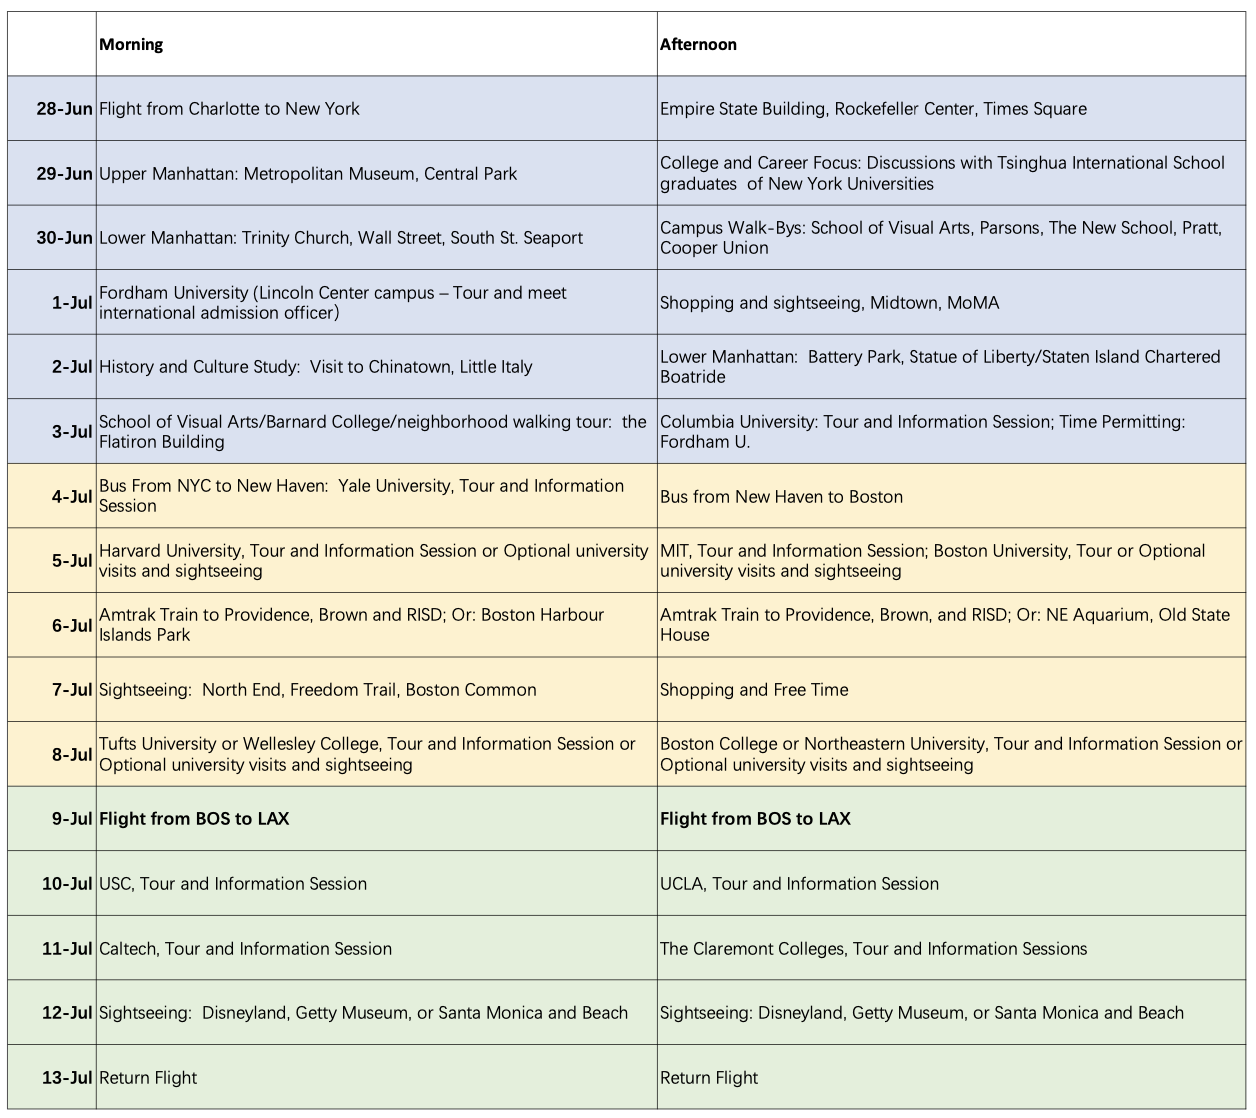 Morning Afternoon
28-Jun Flight from Charlotte to New York Empire State Building, Rockefeller Center, Times Square
29-Jun Upper Manhattan: Metropolitan Museum, Central Park College and Career Focus: Discussions with Tsinghua International School
graduates  of New York Universities
30-Jun Lower Manhattan: Trinity Church, Wall Street, South St. Seaport Campus Walk-Bys: School of Visual Arts, Parsons, The New School, Pratt,
Cooper Union
1-Jul Fordham University (Lincoln Center campus – Tour and meet
international admission officer) Shopping and sightseeing, Midtown, MoMA
2-Jul History and Culture Study:  Visit to Chinatown, Little Italy Lower Manhattan:  Battery Park, Statue of Liberty/Staten Island Chartered
Boatride
3-Jul School of Visual Arts/Barnard College/neighborhood walking tour:  the
Flatiron Building Columbia University: Tour and Information Session; Time Permitting:
Fordham U.
4-Jul Bus From NYC to New Haven:  Yale University, Tour and Information
Session Bus from New Haven to Boston
5-Jul Harvard University, Tour and Information Session or Optional university
visits and sightseeing MIT, Tour and Information Session; Boston University, Tour or Optional
university visits and sightseeing
6-Jul Amtrak Train to Providence, Brown and RISD; Or: Boston Harbour
Islands Park Amtrak Train to Providence, Brown, and RISD; Or: NE Aquarium, Old State
House
7-Jul Sightseeing:  North End, Freedom Trail, Boston Common Shopping and Free Time
8-Jul Tufts University or Wellesley College, Tour and Information Session or
Optional university visits and sightseeing Boston College or Northeastern University, Tour and Information Session or
Optional university visits and sightseeing
9-Jul Flight from BOS to LAX Flight from BOS to LAX
10-Jul USC, Tour and Information Session UCLA, Tour and Information Session
11-Jul Caltech, Tour and Information Session The Claremont Colleges, Tour and Information Sessions
12-Jul Sightseeing:  Disneyland, Getty Museum, or Santa Monica and Beach Sightseeing: Disneyland, Getty Museum, or Santa Monica and Beach
13-Jul Return Flight Return Flight